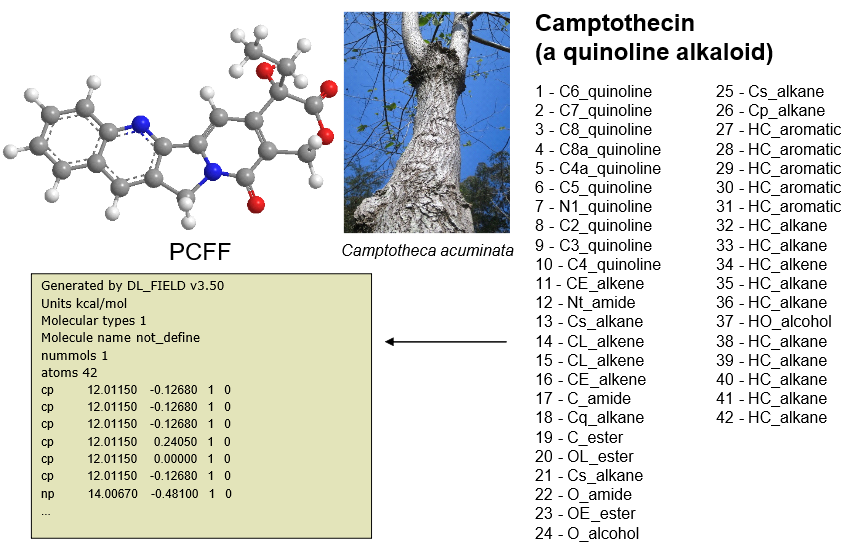 Camptothecin
(a quinoline alkaloid)
1 - C6_quinoline
2 - C7_quinoline
3 - C8_quinoline
4 - C8a_quinoline
5 - C4a_quinoline
6 - C5_quinoline
7 - N1_quinoline
8 - C2_quinoline
9 - C3_quinoline
10 - C4_quinoline
11 - CE_alkene
12 - Nt_amide
13 - Cs_alkane
14 - CL_alkene
15 - CL_alkene
16 - CE_alkene
17 - C_amide
18 - Cq_alkane
19 - C_ester
20 - OL_ester
21 - Cs_alkane
22 - O_amide
23 - OE_ester
24 - O_alcohol
25 - Cs_alkane
26 - Cp_alkane
27 - HC_aromatic
28 - HC_aromatic
29 - HC_aromatic
30 - HC_aromatic
31 - HC_aromatic
32 - HC_alkane
33 - HC_alkane
34 - HC_alkene
35 - HC_alkane
36 - HC_alkane
37 - HO_alcohol
38 - HC_alkane
39 - HC_alkane
40 - HC_alkane
41 - HC_alkane
42 - HC_alkane
PCFF
Camptotheca acuminata
Generated by DL_FIELD v3.50
Units kcal/mol
Molecular types 1
Molecule name not_define
nummols 1
atoms 42
cp 12.01150 -0.12680 1 0
cp 12.01150 -0.12680 1 0
cp 12.01150 -0.12680 1 0
cp 12.01150 0.24050 1 0
cp 12.01150 0.00000 1 0
cp 12.01150 -0.12680 1 0
np 14.00670 -0.48100 1 0
...